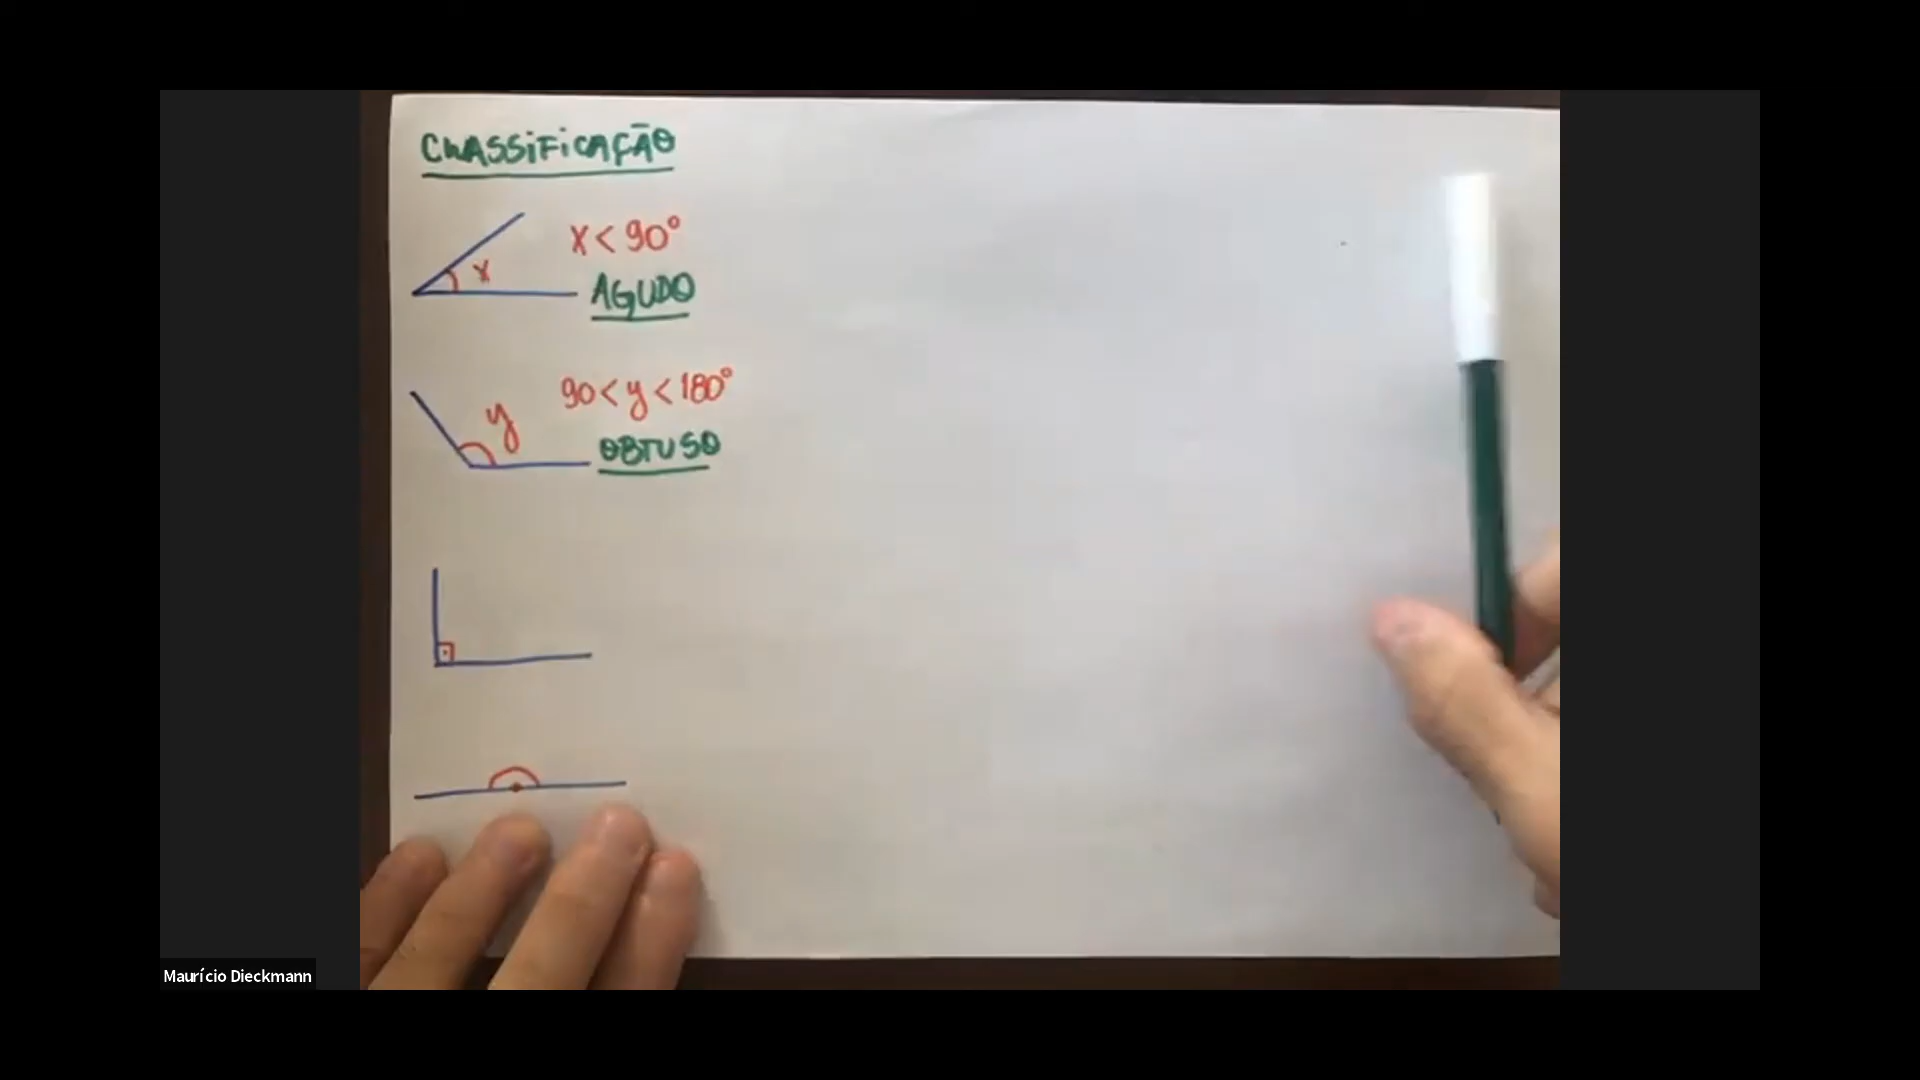 CLASSIFICAÇÃO
x < 90°
x
AGUDO
90 < y < 180°
y
OBTUSO
Maurício Dieckmann